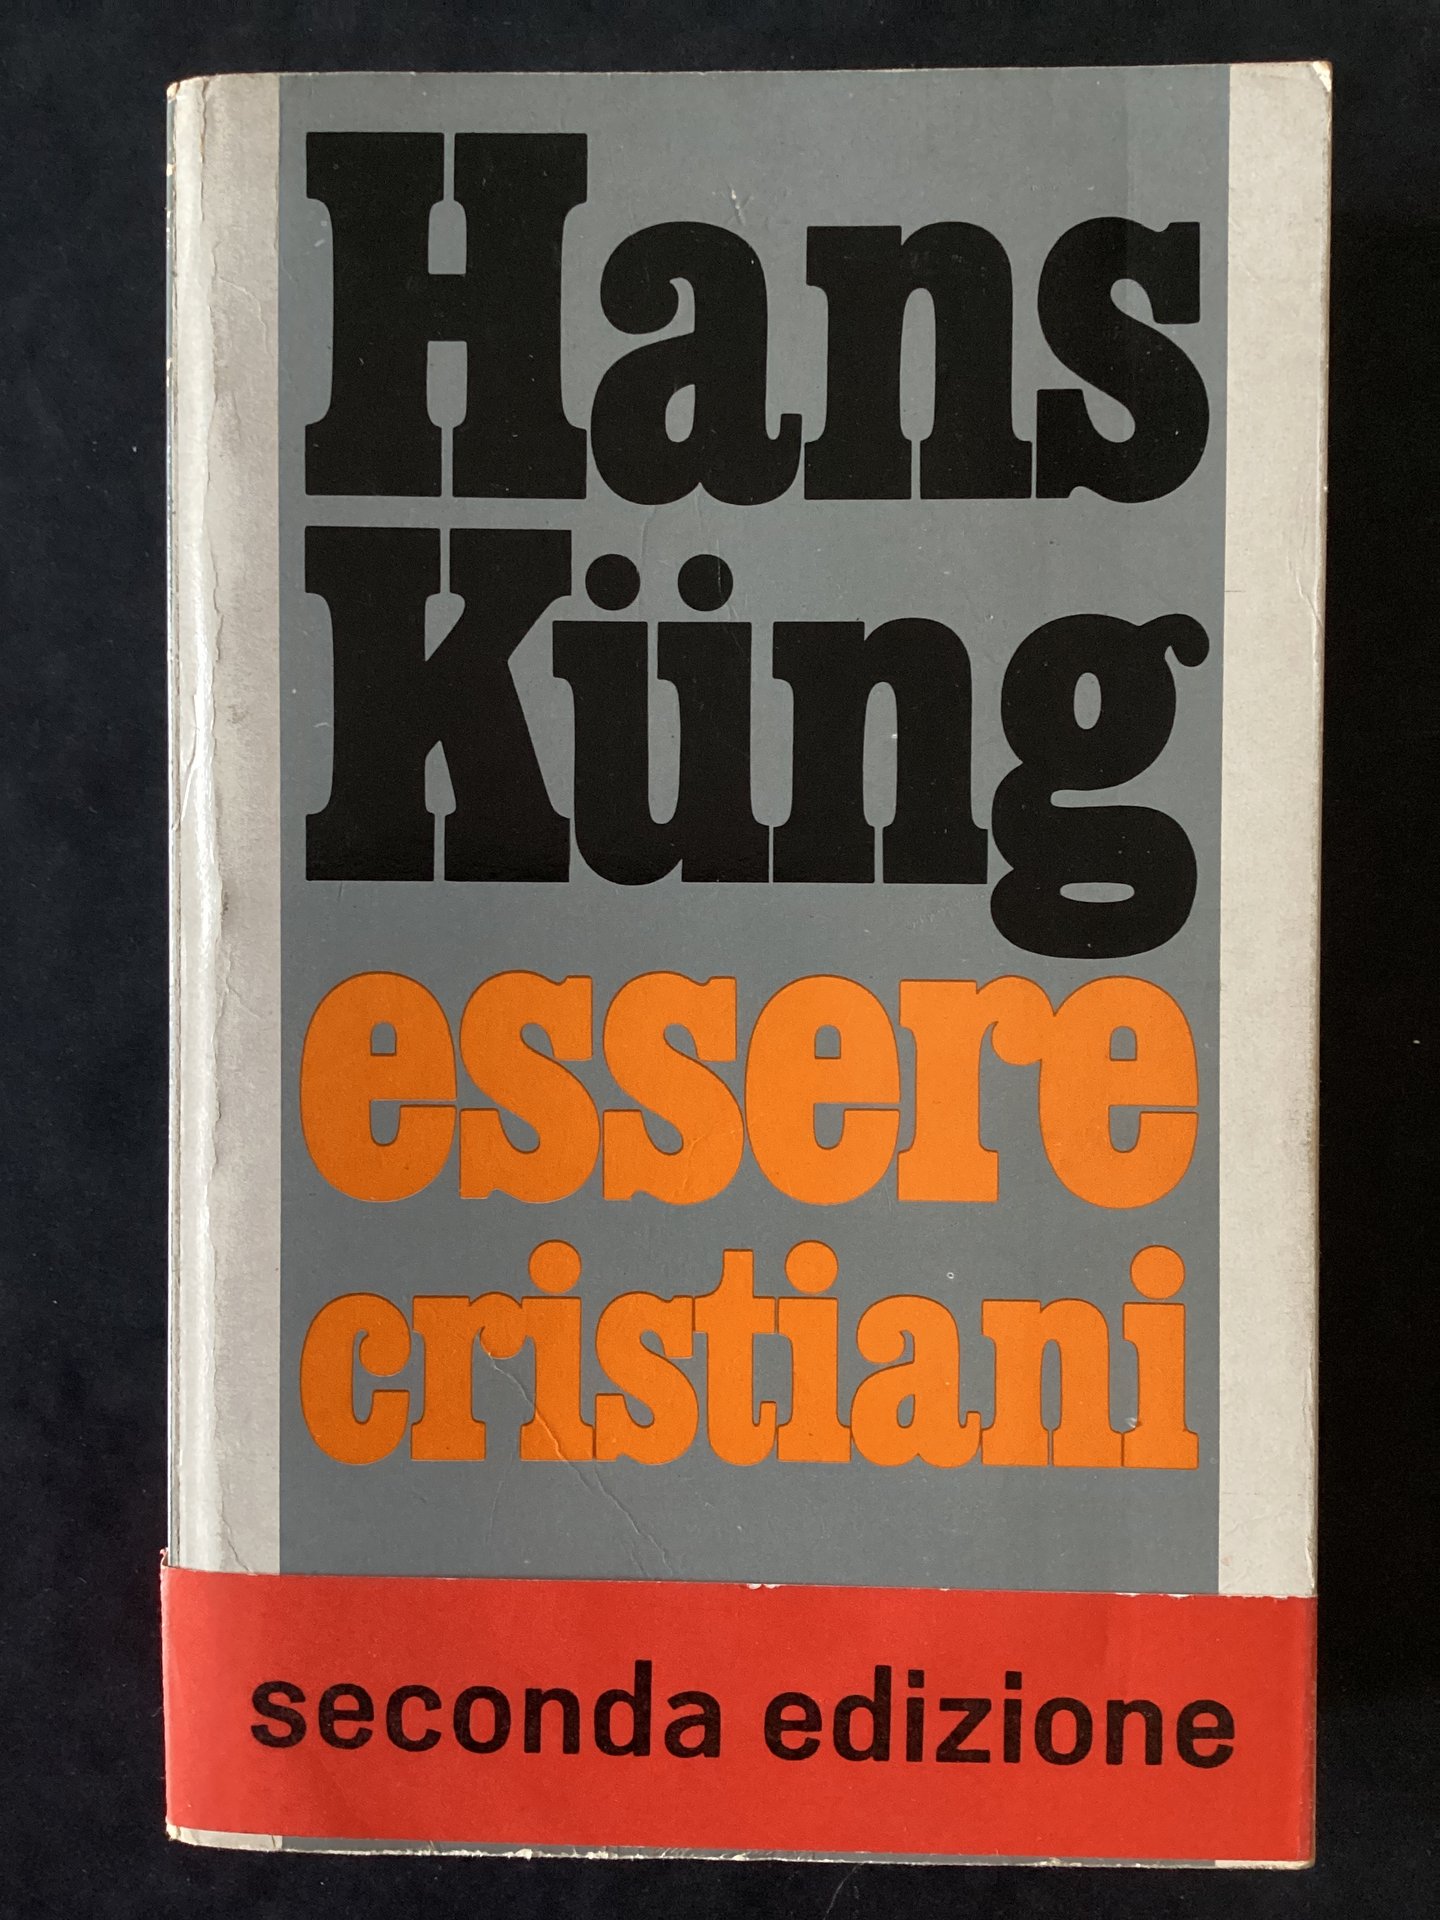 Hans
Küng
essere
cristiani
seconda edizione